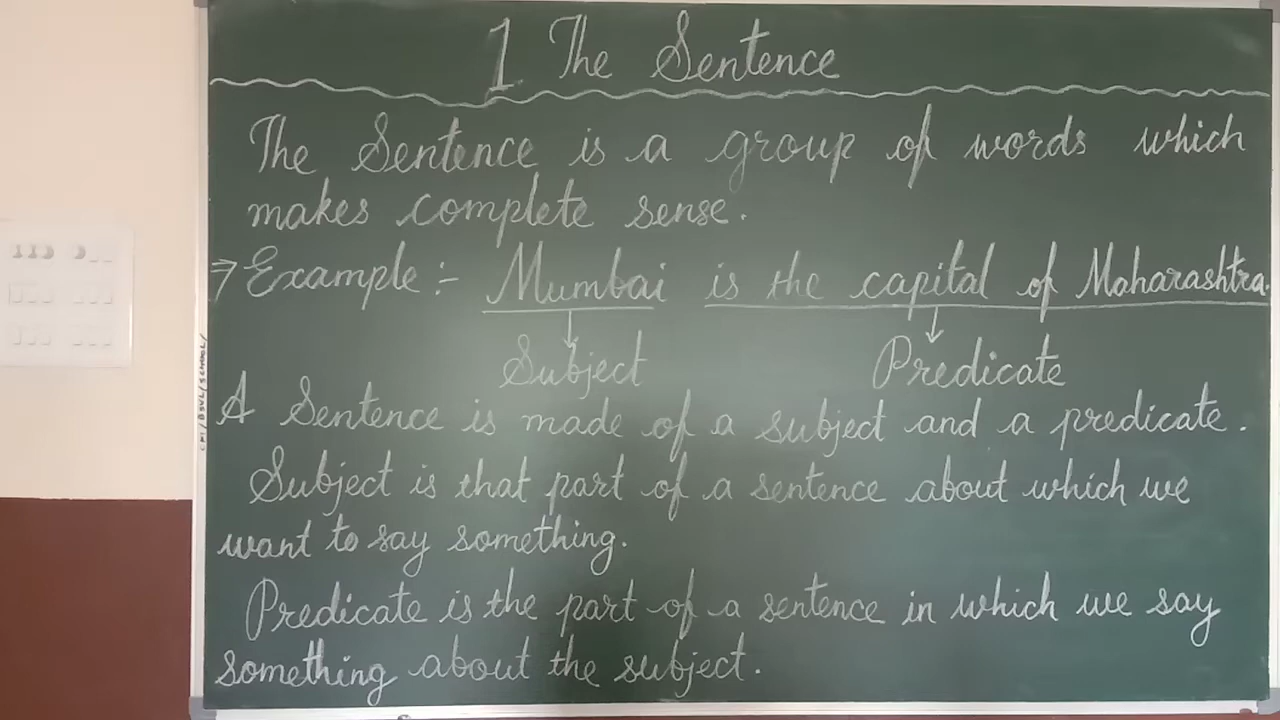 1 The Sentence
The Sentence is a group of words which
makes complete sense.
→ Example :- Mumbai is the capital of Maharashtra.
Subject Predicate
A Sentence is made of a subject and a predicate.
Subject is that part of a sentence about which we
want to say something.
Predicate is the part of a sentence in which we say
something about the subject.